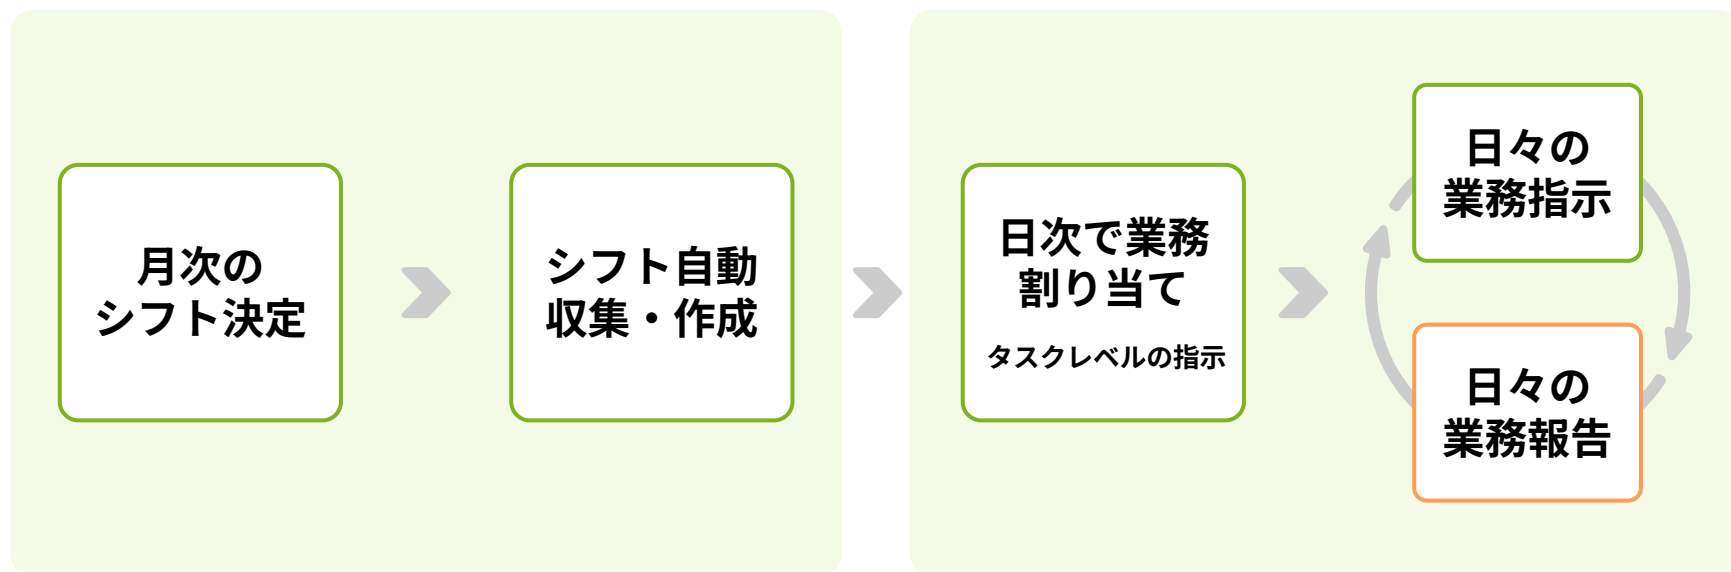 月次の
シフト決定
シフト自動
収集・作成
日次で業務
割り当て
タスクレベルの指示
日々の
業務指示
日々の
業務報告